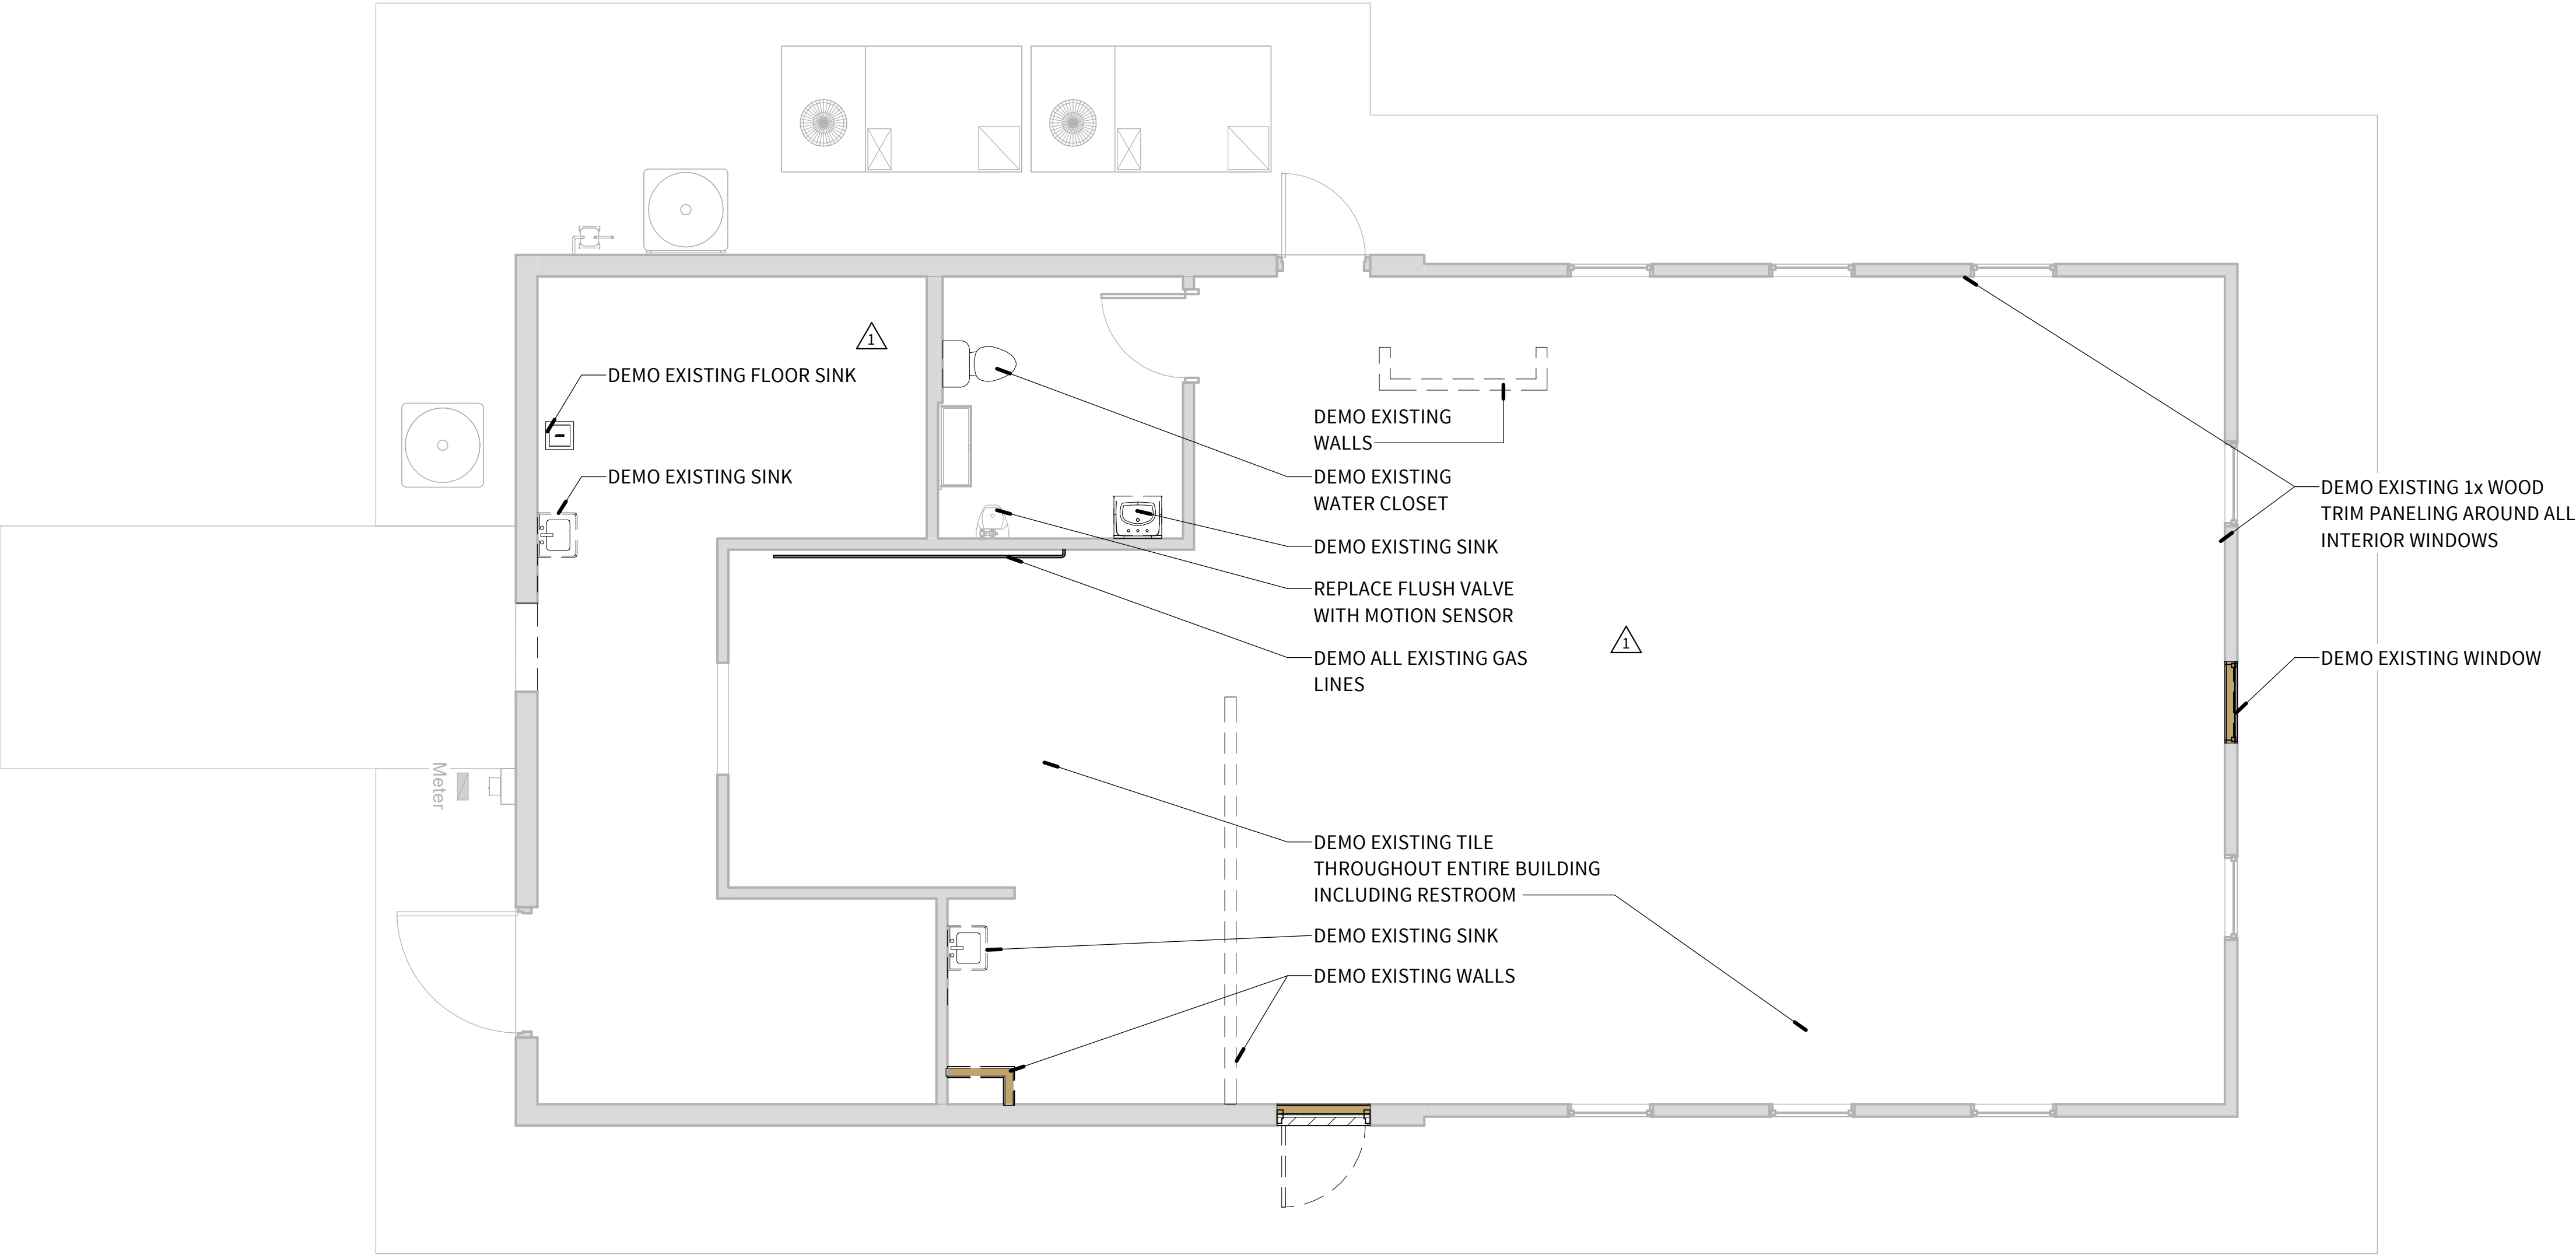 1
DEMO EXISTING FLOOR SINK
DEMO EXISTING SINK
DEMO EXISTING
WALLS
DEMO EXISTING
WATER CLOSET
DEMO EXISTING SINK
REPLACE FLUSH VALVE
WITH MOTION SENSOR
DEMO ALL EXISTING GAS
LINES
1
DEMO EXISTING 1x WOOD
TRIM PANELING AROUND ALL
INTERIOR WINDOWS
DEMO EXISTING WINDOW
Meter
DEMO EXISTING TILE
THROUGHOUT ENTIRE BUILDING
INCLUDING RESTROOM
DEMO EXISTING SINK
DEMO EXISTING WALLS